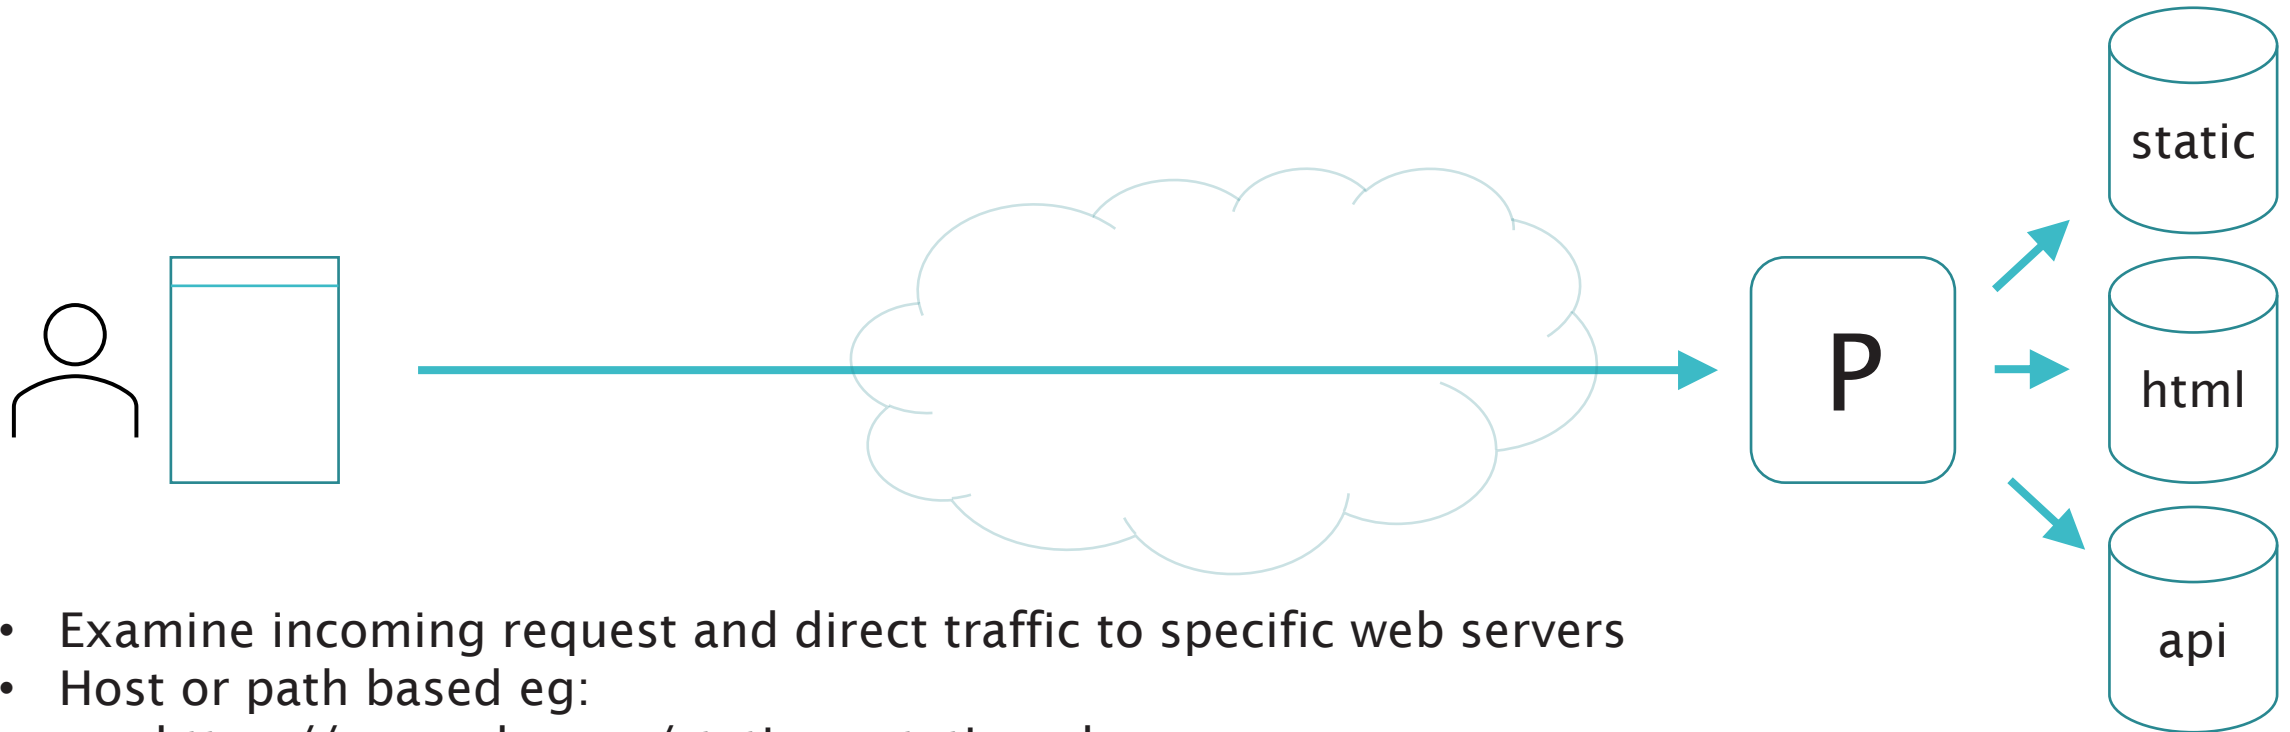 static
P
html
api
• Examine incoming request and direct traffic to specific web servers
• Host or path based eg: